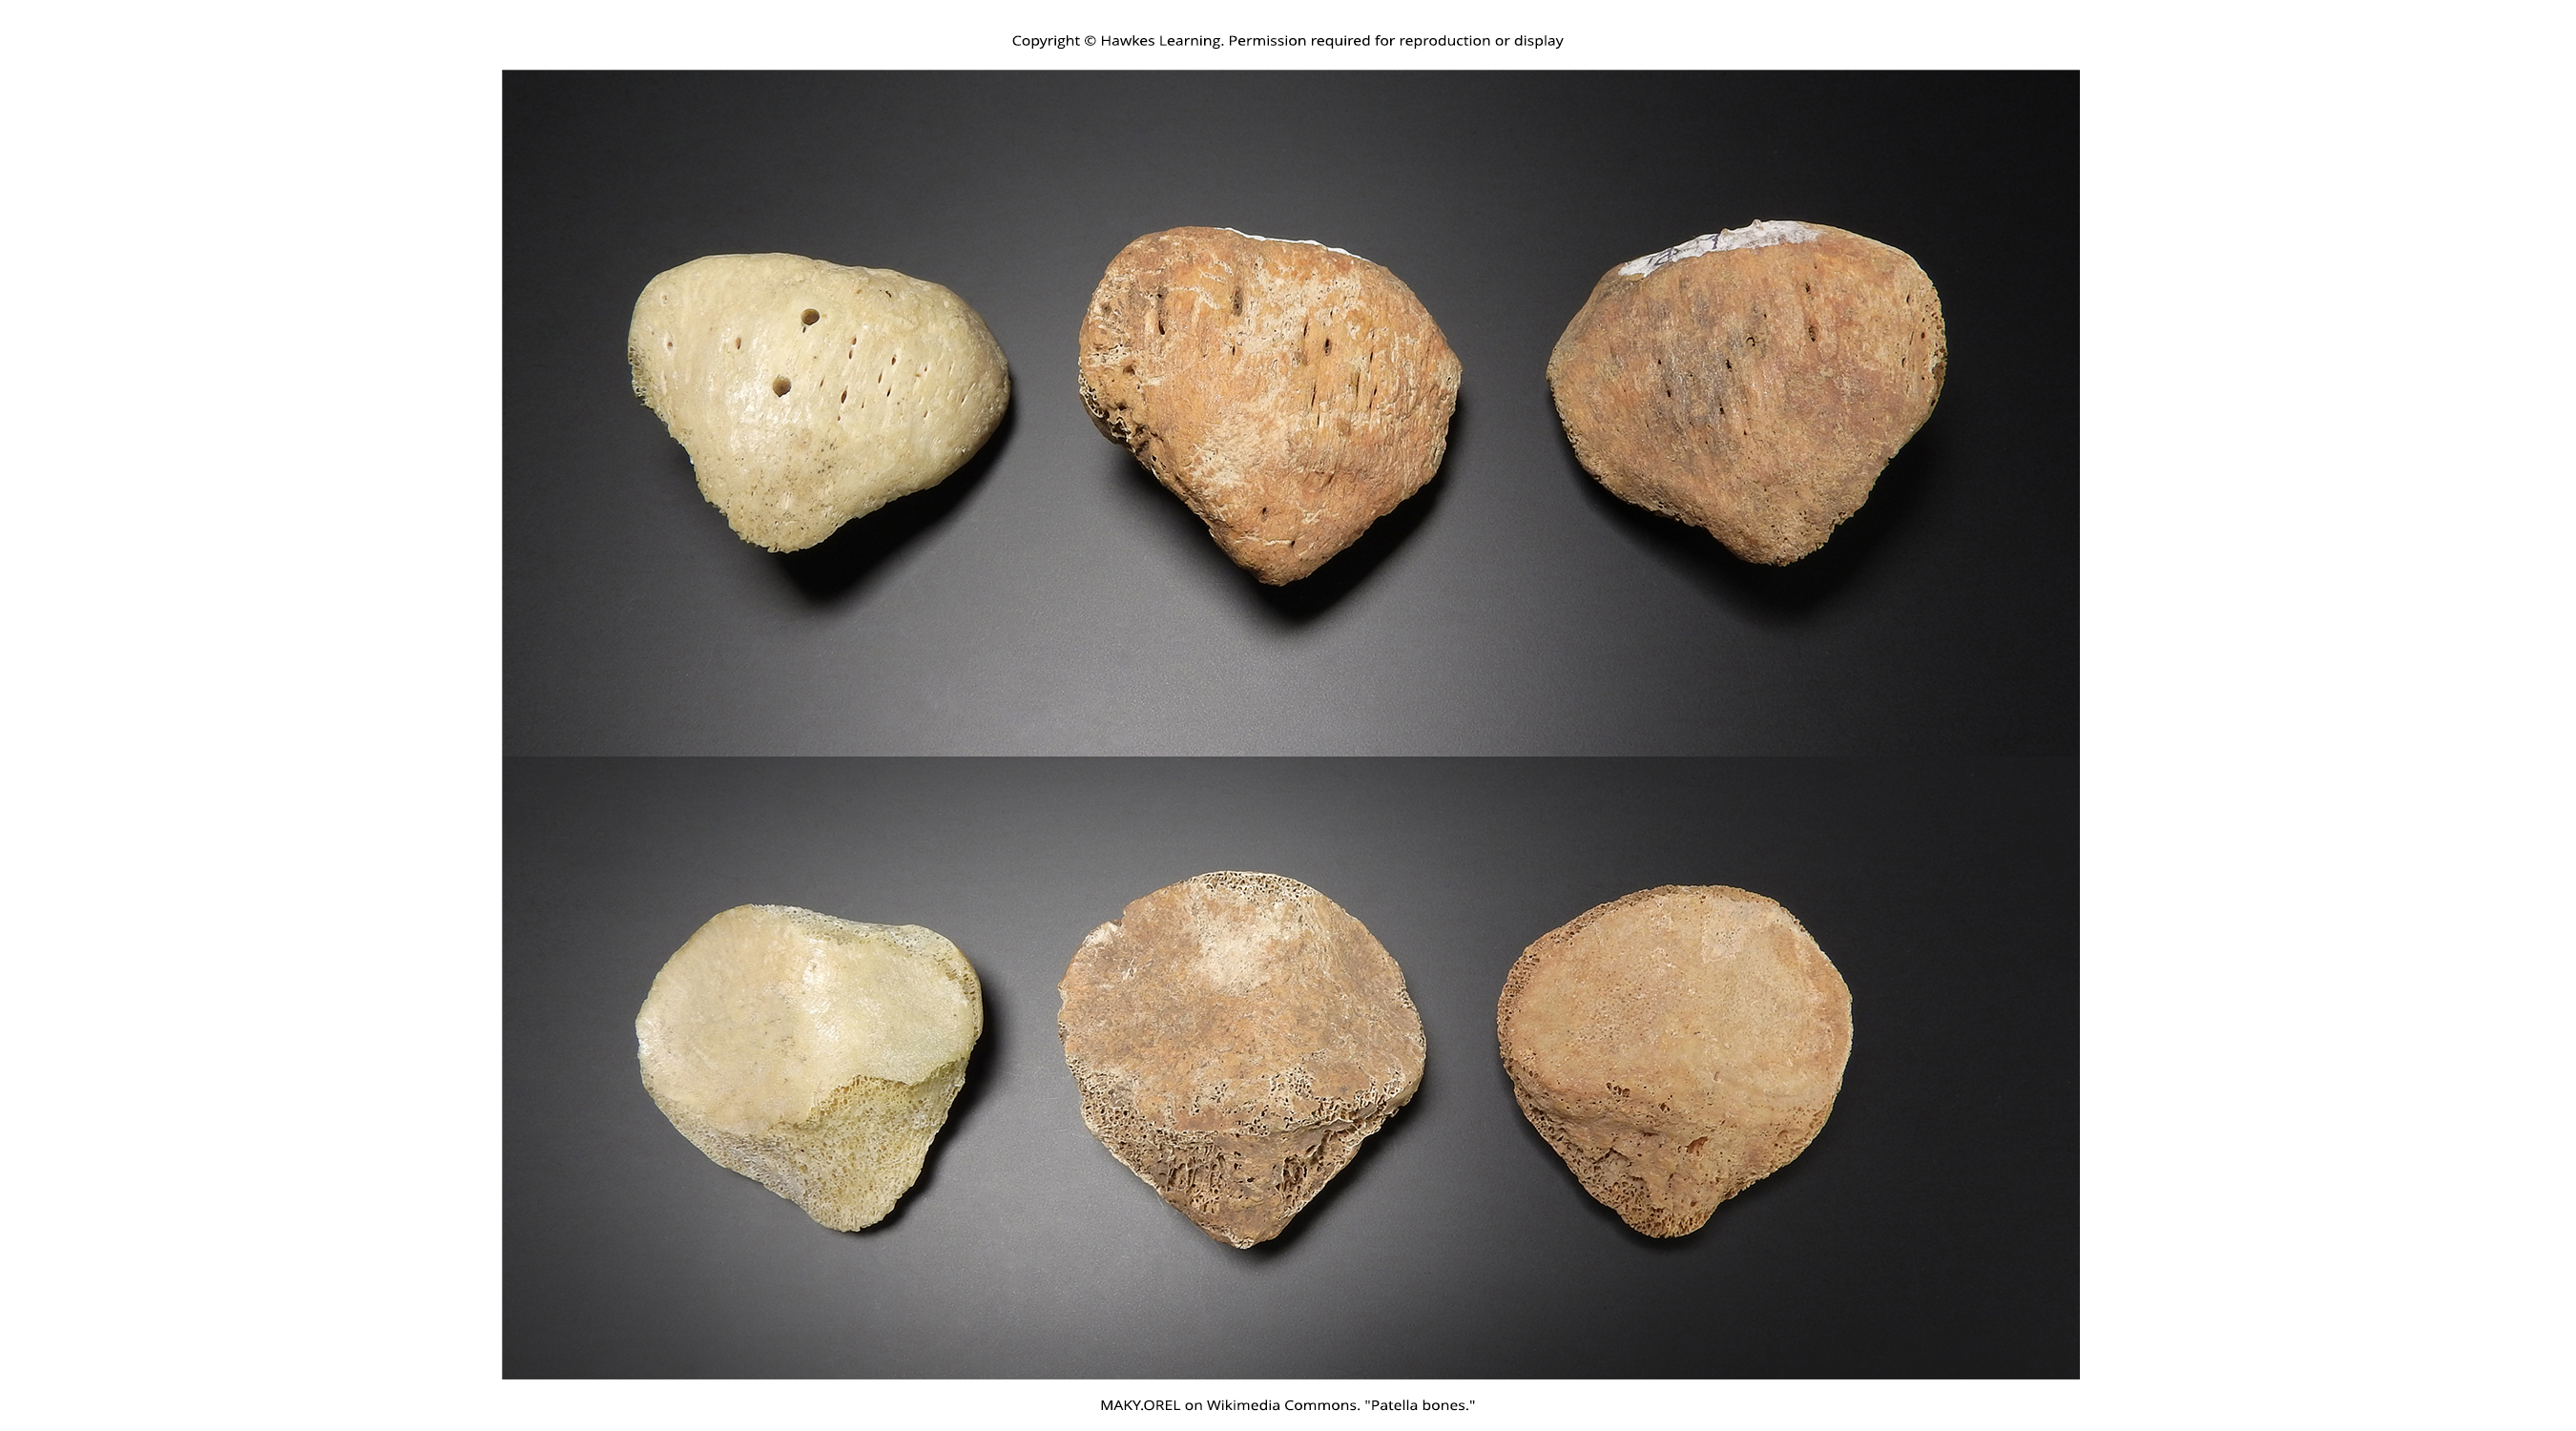 Copyright © Hawkes Learning. Permission required for reproduction or display
MAKY.OREL on Wikimedia Commons. "Patella bones."